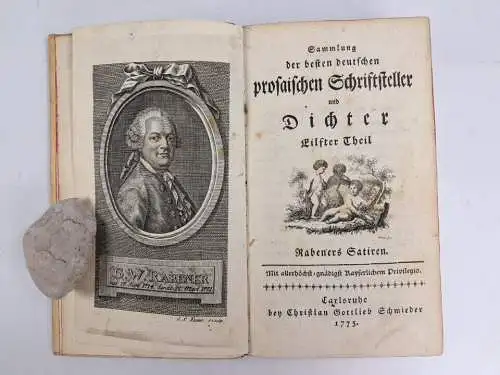 G. W. RABENER
Sammlung
der besten deutschen
prosaischen Schriftsteller
und
Dichter
Eilfter Theil
Rabeners Satiren.
Mit allerhöchst-gnädigst Kayserlichem Privilegio.
Carlsruhe
bey Christian Gottlieb Schmieder
1775.